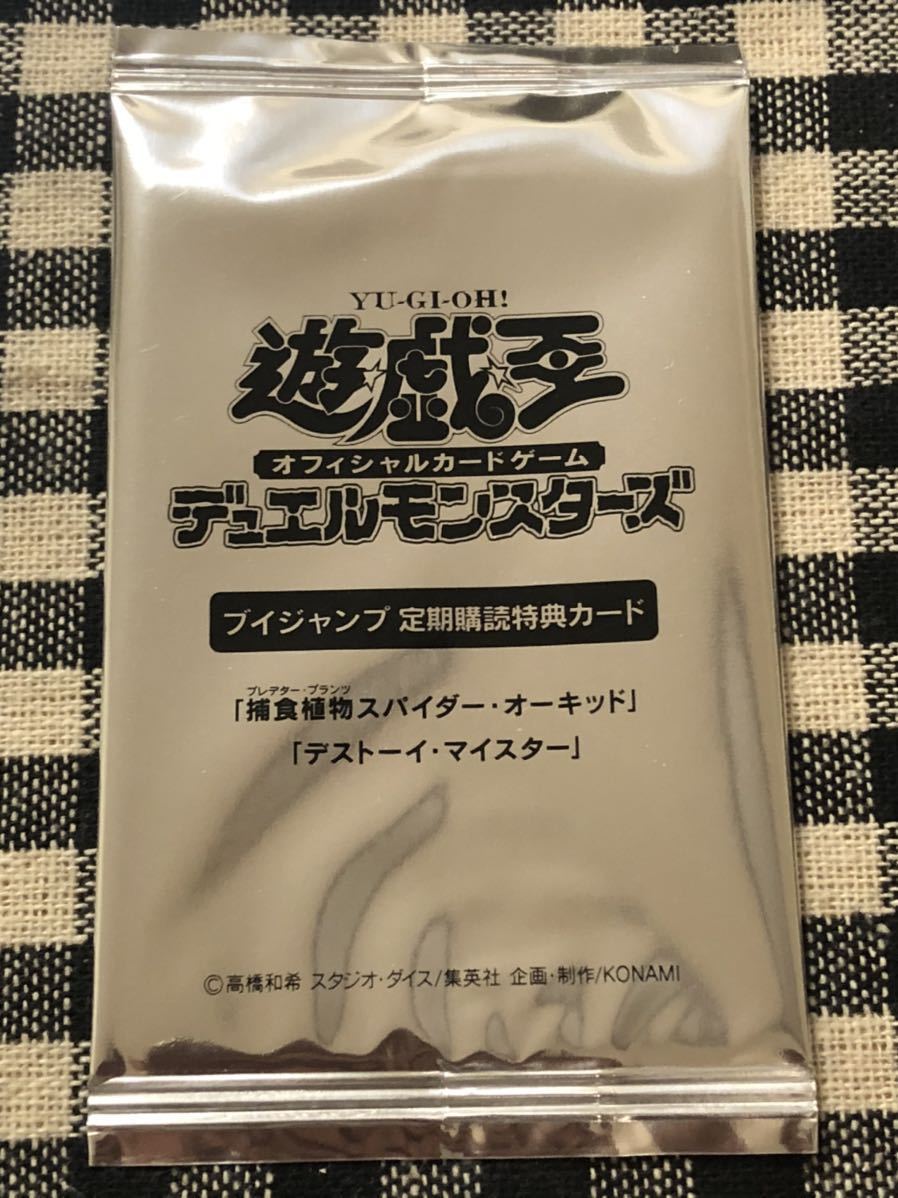 YU-GI-OH!
遊戯王
オフィシャルカードゲーム
デュエルモンスターズ
ブイジャンプ 定期購読特典カード
プレデター・プランツ
「捕食植物スパイダー・オーキッド」
「デストーイ・マイスター」
©高橋和希 スタジオ・ダイス/集英社 企画・制作/KONAMI